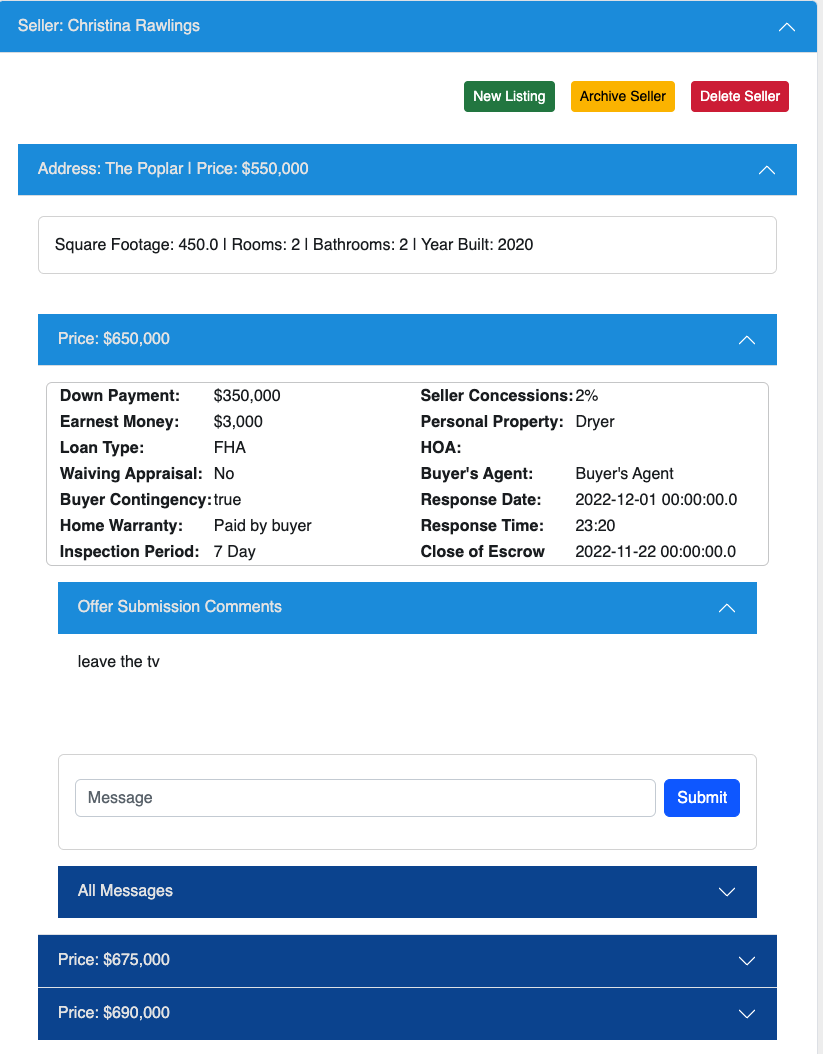 Seller: Christina Rawlings
New Listing Archive Seller Delete Seller
Address: The Poplar | Price: $550,000
Square Footage: 450.0 | Rooms: 2 | Bathrooms: 2 | Year Built: 2020
Price: $650,000
Down Payment: $350,000 Seller Concessions: 2%
Earnest Money: $3,000 Personal Property: Dryer
Loan Type: FHA HOA:
Waiving Appraisal: No Buyer's Agent: Buyer's Agent
Buyer Contingency: true Response Date: 2022-12-01 00:00:00.0
Home Warranty: Paid by buyer Response Time: 23:20
Inspection Period: 7 Day Close of Escrow 2022-11-22 00:00:00.0
Offer Submission Comments
leave the tv
Message Submit
All Messages
Price: $675,000
Price: $690,000